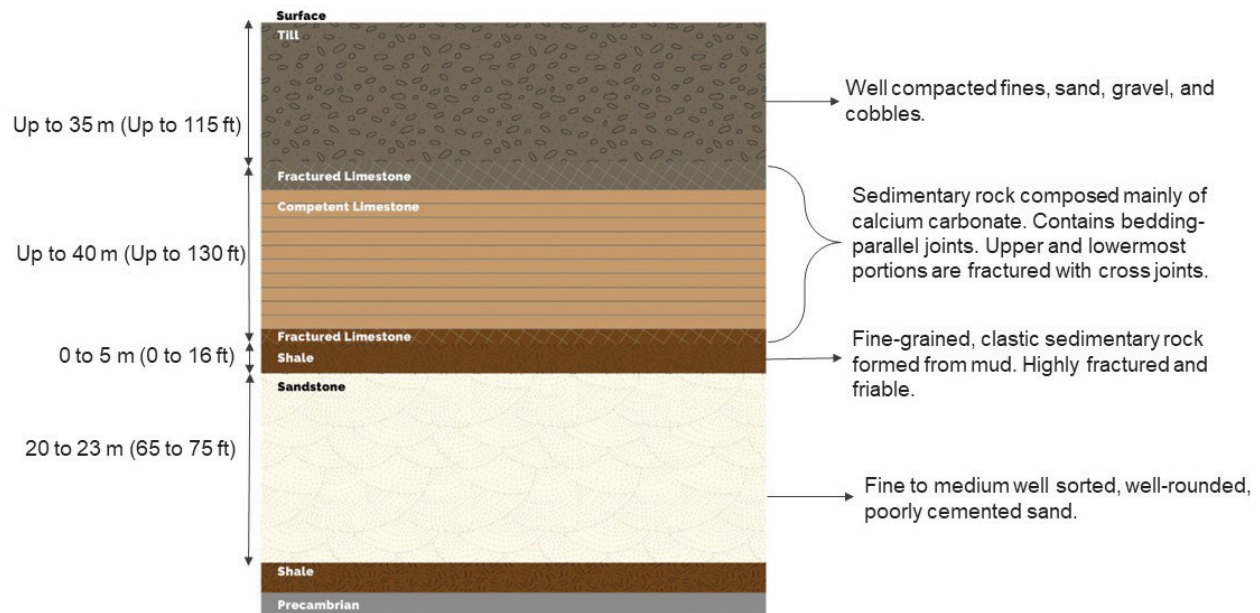 Surface
Till
Up to 35 m (Up to 115 ft)
Well compacted fines, sand, gravel, and
cobbles.
Fractured Limestone
Competent Limestone
Up to 40 m (Up to 130 ft)
Sedimentary rock composed mainly of
calcium carbonate. Contains bedding-
parallel joints. Upper and lowermost
portions are fractured with cross joints.
Fractured Limestone
Shale
0 to 5 m (0 to 16 ft)
Fine-grained, clastic sedimentary rock
formed from mud. Highly fractured and
friable.
Sandstone
20 to 23 m (65 to 75 ft)
Fine to medium well sorted, well-rounded,
poorly cemented sand.
Shale
Precambrian